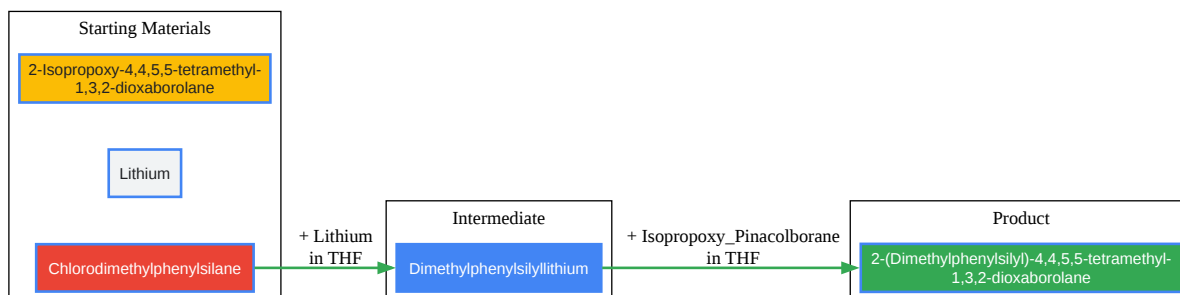 Starting Materials
2-Isopropoxy-4,4,5,5-tetramethyl-
1,3,2-dioxaborolane
Lithium
Chlorodimethylphenylsilane
+ Lithium
in THF
Intermediate
Dimethylphenylsilyllithium
+ Isopropoxy_Pinacolborane
in THF
Product
2-(Dimethylphenylsilyl)-4,4,5,5-tetramethyl-
1,3,2-dioxaborolane